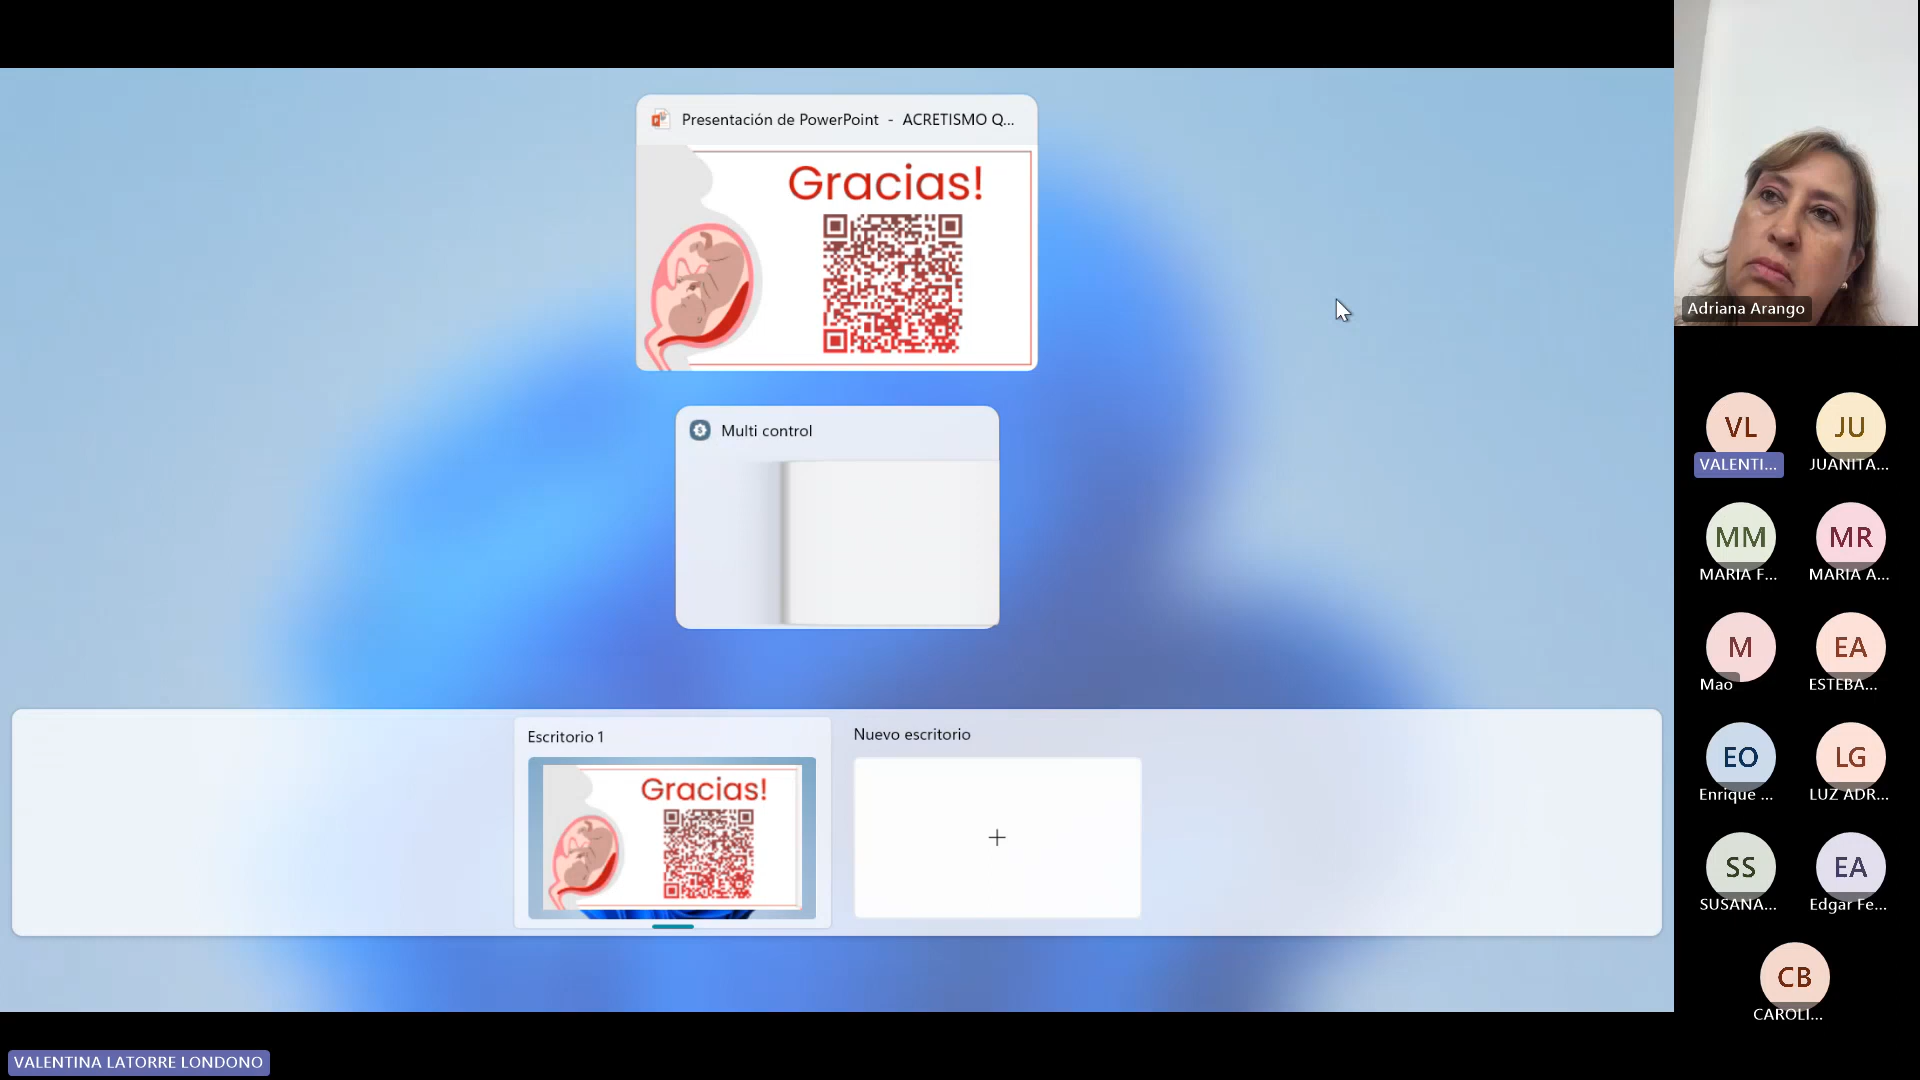 Presentación de PowerPoint - ACRETISMO Q...
Gracias!
Multi control
Escritorio 1
Nuevo escritorio
Gracias!
Adriana Arango
VL
JU
VALENTI...
JUANITA...
MM
MR
MARIA F...
MARIA A...
M
EA
Mao
ESTEBA...
EO
LG
Enrique ...
LUZ ADR...
SS
EA
SUSANA...
Edgar Fe...
CB
CAROLI...
VALENTINA LATORRE LONDONO